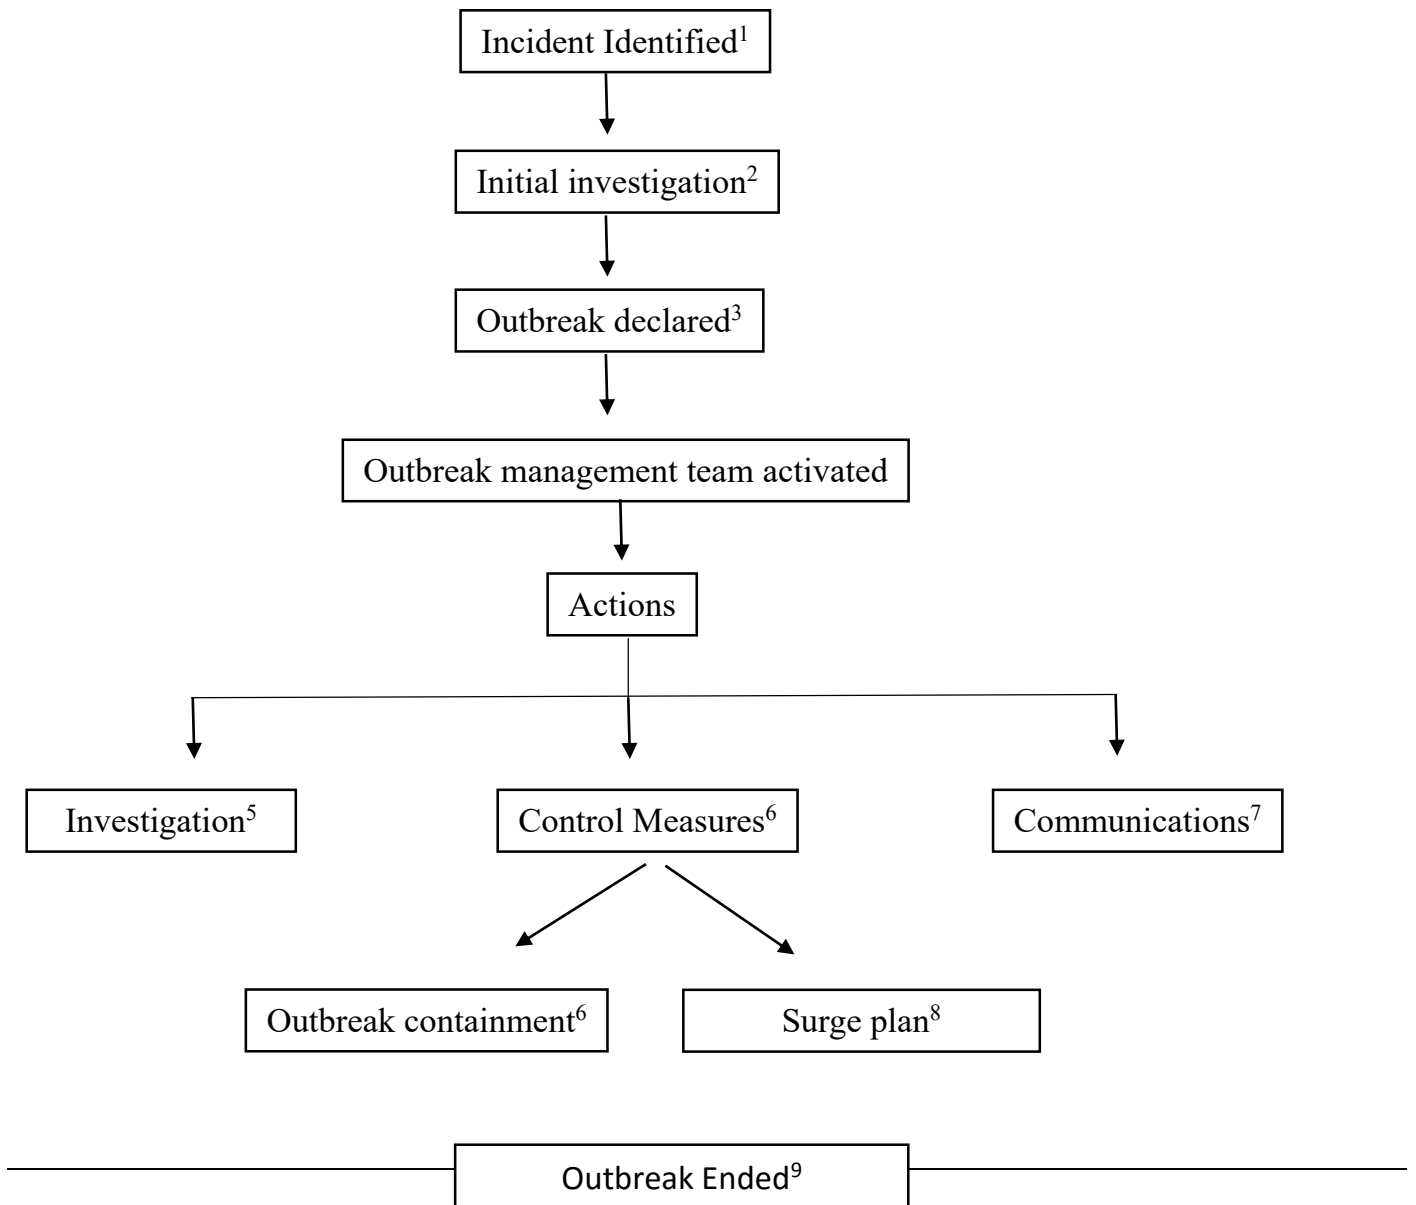 Incident Identified¹
Initial investigation²
Outbreak declared³
Outbreak management team activated
Actions
Investigation⁵
Control Measures⁶
Communications⁷
Outbreak containment⁶
Surge plan⁸
Outbreak Ended⁹